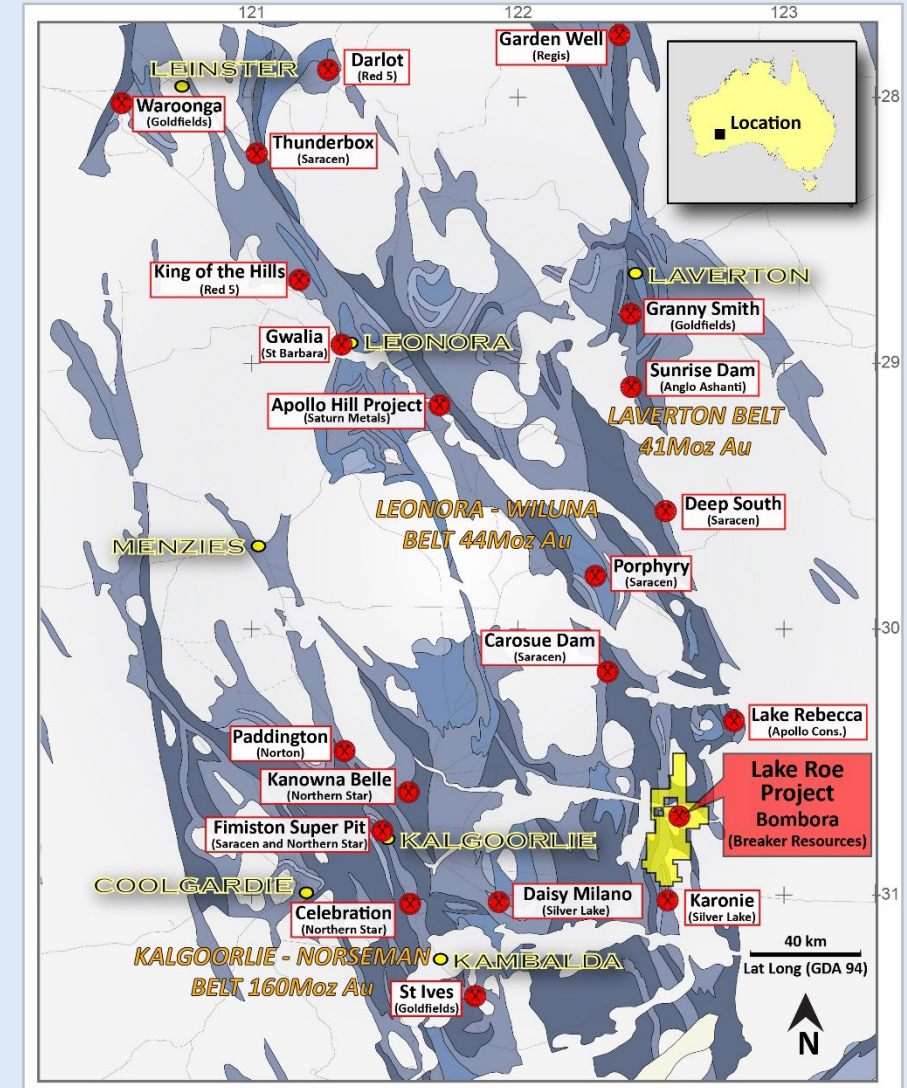 121
122
123
Garden Well
(Regis)
LEINSTER
Darlot
(Red 5)
28
Waroonga
(Goldfields)
Location
Thunderbox
(Saracen)
King of the Hills
(Red 5)
LAVERTON
Granny Smith
(Goldfields)
Gwalia
(St Barbara)
LEONORA
29
Sunrise Dam
(Anglo Ashanti)
Apollo Hill Project
(Saturn Metals)
LAVERTON BELT
41Moz Au
LEONORA - WILUNA
BELT 44Moz Au
Deep South
(Saracen)
MENZIES
Porphyry
(Saracen)
30
Carosue Dam
(Saracen)
Lake Rebecca
(Apollo Cons.)
Paddington
(Norton)
Kanowna Belle
(Northern Star)
Lake Roe
Project
Bombora
(Breaker Resources)
Fimiston Super Pit
(Saracen and Northern Star)
KALGOORLIE
COOLGARDIE
31
Celebration
(Northern Star)
Daisy Milano
(Silver Lake)
Karonie
(Silver Lake)
KALGOORLIE - NORSEMAN
BELT 160Moz Au
KAMBALDA
St Ives
(Goldfields)
40 km
Lat Long (GDA 94)
N